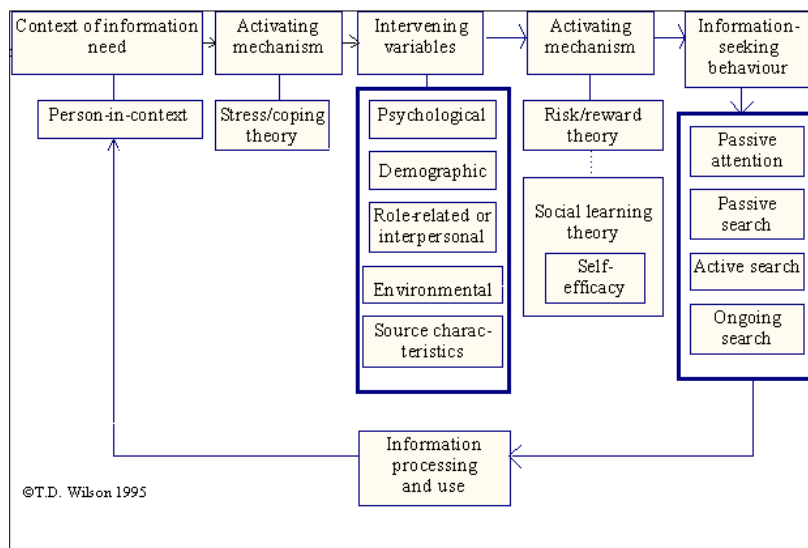 Context of information
need
Activating
mechanism
Intervening
variables
Activating
mechanism
Information-
seeking
behaviour
Person-in-context
Stress/coping
theory
Psychological
Demographic
Role-related or
interpersonal
Environmental
Source charac-
teristics
Risk/reward
theory
Social learning
theory
Self-
efficacy
Passive
attention
Passive
search
Active search
Ongoing
search
Information
processing
and use
©T.D. Wilson 1995